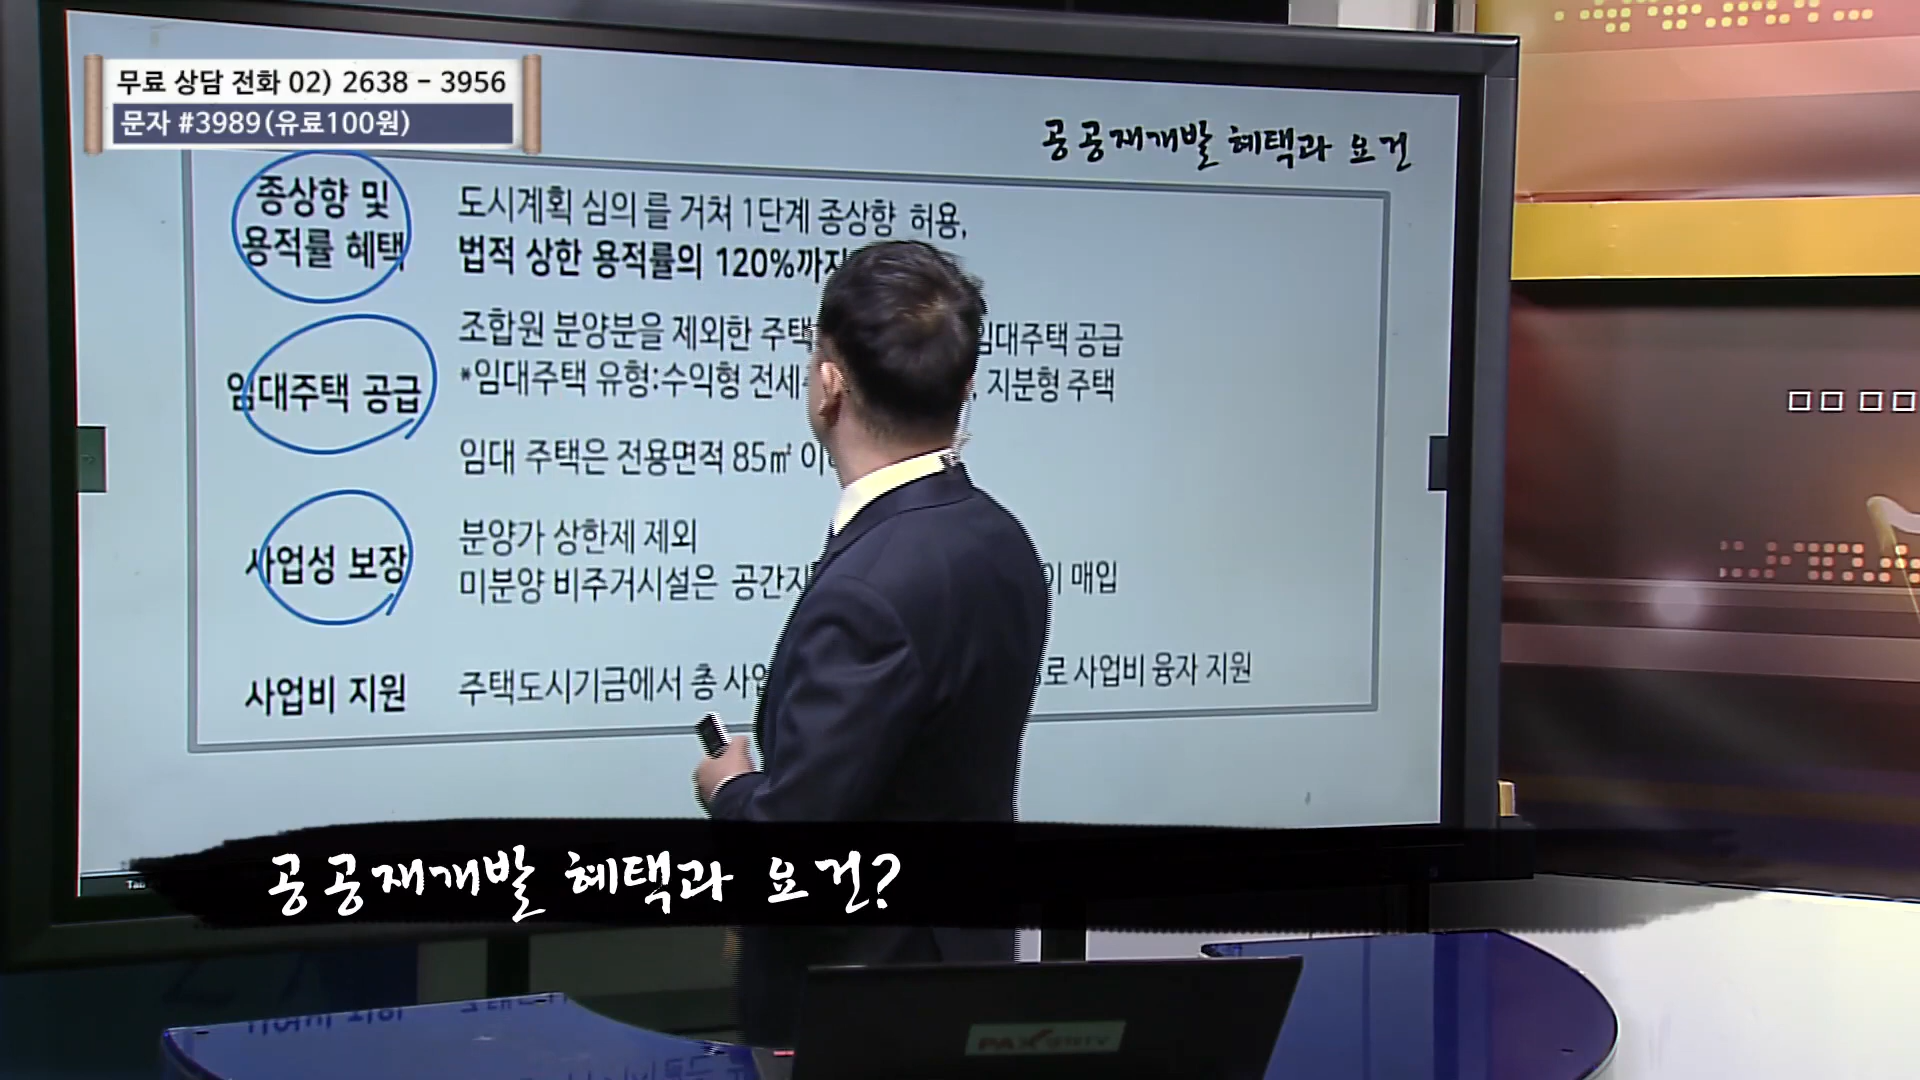 무료 상담 전화 02) 2638 - 3956
문자 #3989(유료100원)
공공재개발 혜택과 요건
종상향 및
용적률 혜택
도시계획 심의를 거쳐 1단계 종상향 허용,
법적 상한 용적률의 120%까지
임대주택 공급
조합원 분양분을 제외한 주택 임대주택 공급
*임대주택 유형:수익형 전세 , 지분형 주택
임대 주택은 전용면적 85㎡
사업성 보장
분양가 상한제 제외
미분양 비주거시설은 매입
사업비 지원
주택도시기금에서 총 로 사업비 융자 지원
공공재개발 혜택과 요건?